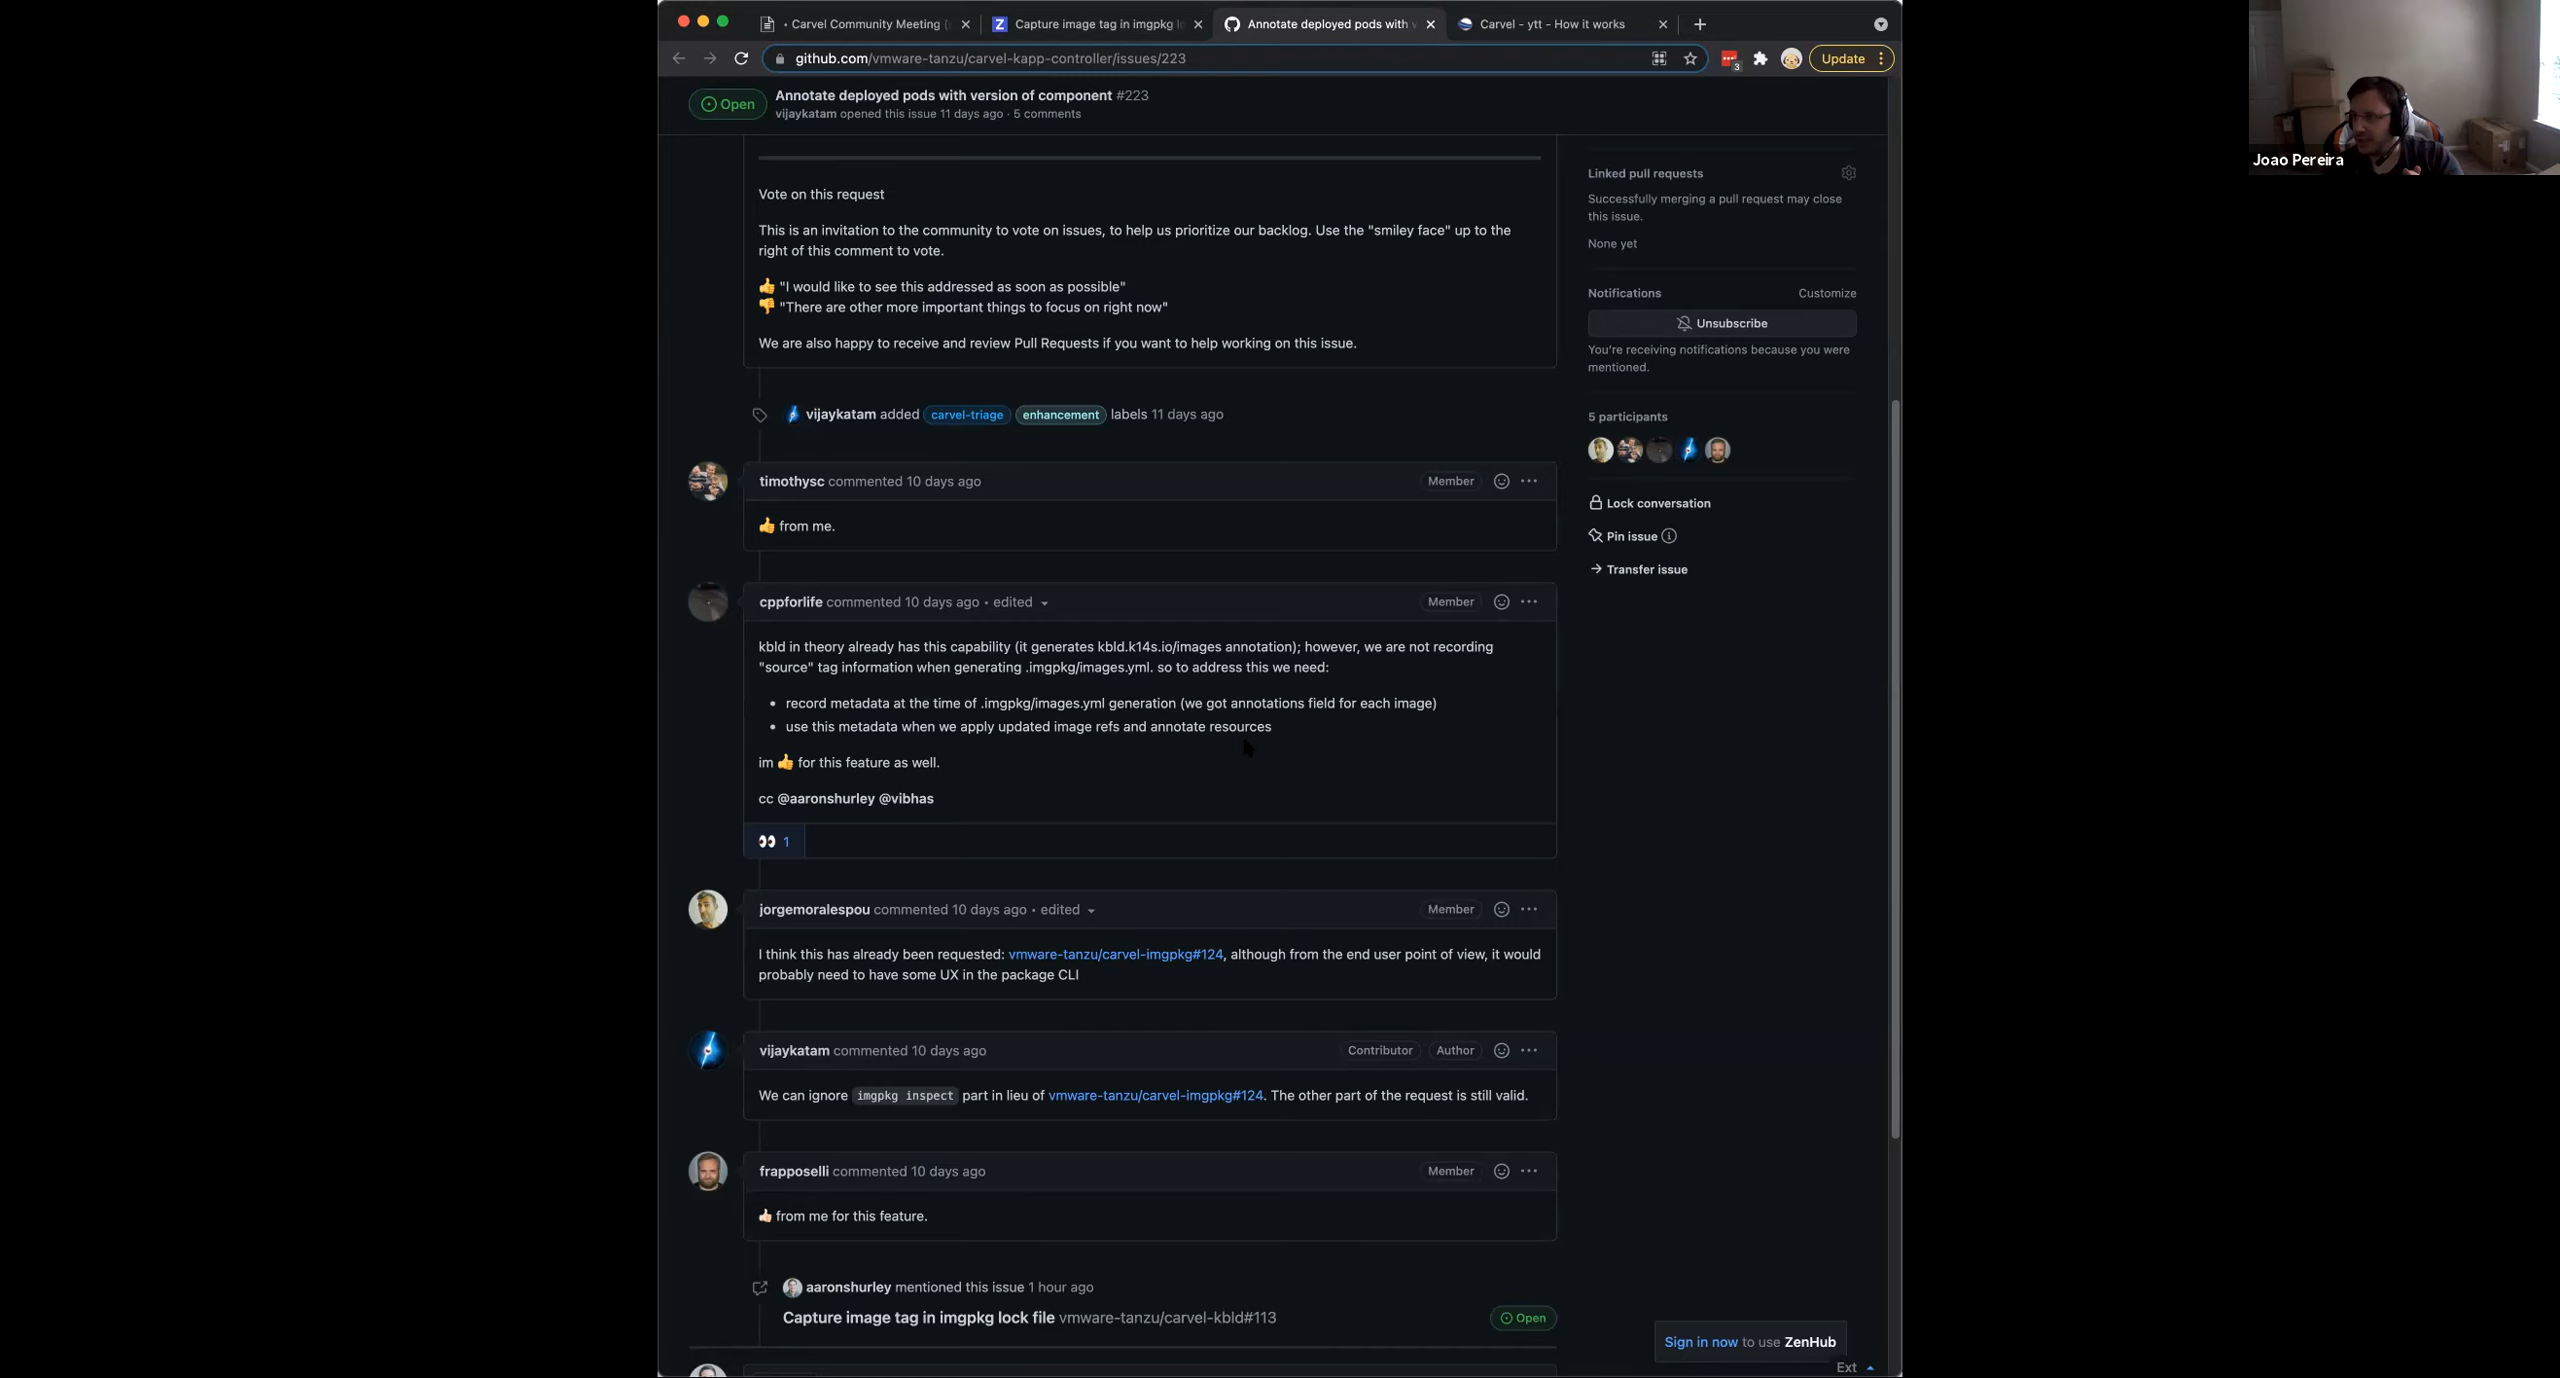 · Carvel Community Meeting (
Capture image tag in imgpkg lo
Annotate deployed pods with v
Carvel - ytt - How it works
github.com/vmware-tanzu/carvel-kapp-controller/issues/223
3
Update
Joao Pereira
Open
Annotate deployed pods with version of component #223
vijaykatam opened this issue 11 days ago · 5 comments
Vote on this request
This is an invitation to the community to vote on issues, to help us prioritize our backlog. Use the "smiley face" up to the
right of this comment to vote.
👍 "I would like to see this addressed as soon as possible"
👎 "There are other more important things to focus on right now"
We are also happy to receive and review Pull Requests if you want to help working on this issue.
vijaykatam added carvel-triage enhancement labels 11 days ago
timothysc commented 10 days ago
Member
👍 from me.
cppforlife commented 10 days ago • edited
Member
kbld in theory already has this capability (it generates kbld.k14s.io/images annotation); however, we are not recording
"source" tag information when generating .imgpkg/images.yml. so to address this we need:
• record metadata at the time of .imgpkg/images.yml generation (we got annotations field for each image)
• use this metadata when we apply updated image refs and annotate resources
im 👍 for this feature as well.
cc @aaronshurley @vibhas
👀 1
jorgemoralespou commented 10 days ago • edited
Member
I think this has already been requested: vmware-tanzu/carvel-imgpkg#124, although from the end user point of view, it would
probably need to have some UX in the package CLI
vijaykatam commented 10 days ago
Contributor
Author
We can ignore imgpkg inspect part in lieu of vmware-tanzu/carvel-imgpkg#124. The other part of the request is still valid.
frapposelli commented 10 days ago
Member
👍 from me for this feature.
aaronshurley mentioned this issue 1 hour ago
Capture image tag in imgpkg lock file vmware-tanzu/carvel-kbld#113
Open
Linked pull requests
Successfully merging a pull request may close
this issue.
None yet
Notifications
Customize
Unsubscribe
You're receiving notifications because you were
mentioned.
5 participants
Lock conversation
Pin issue
Transfer issue
Sign in now to use ZenHub
Ext